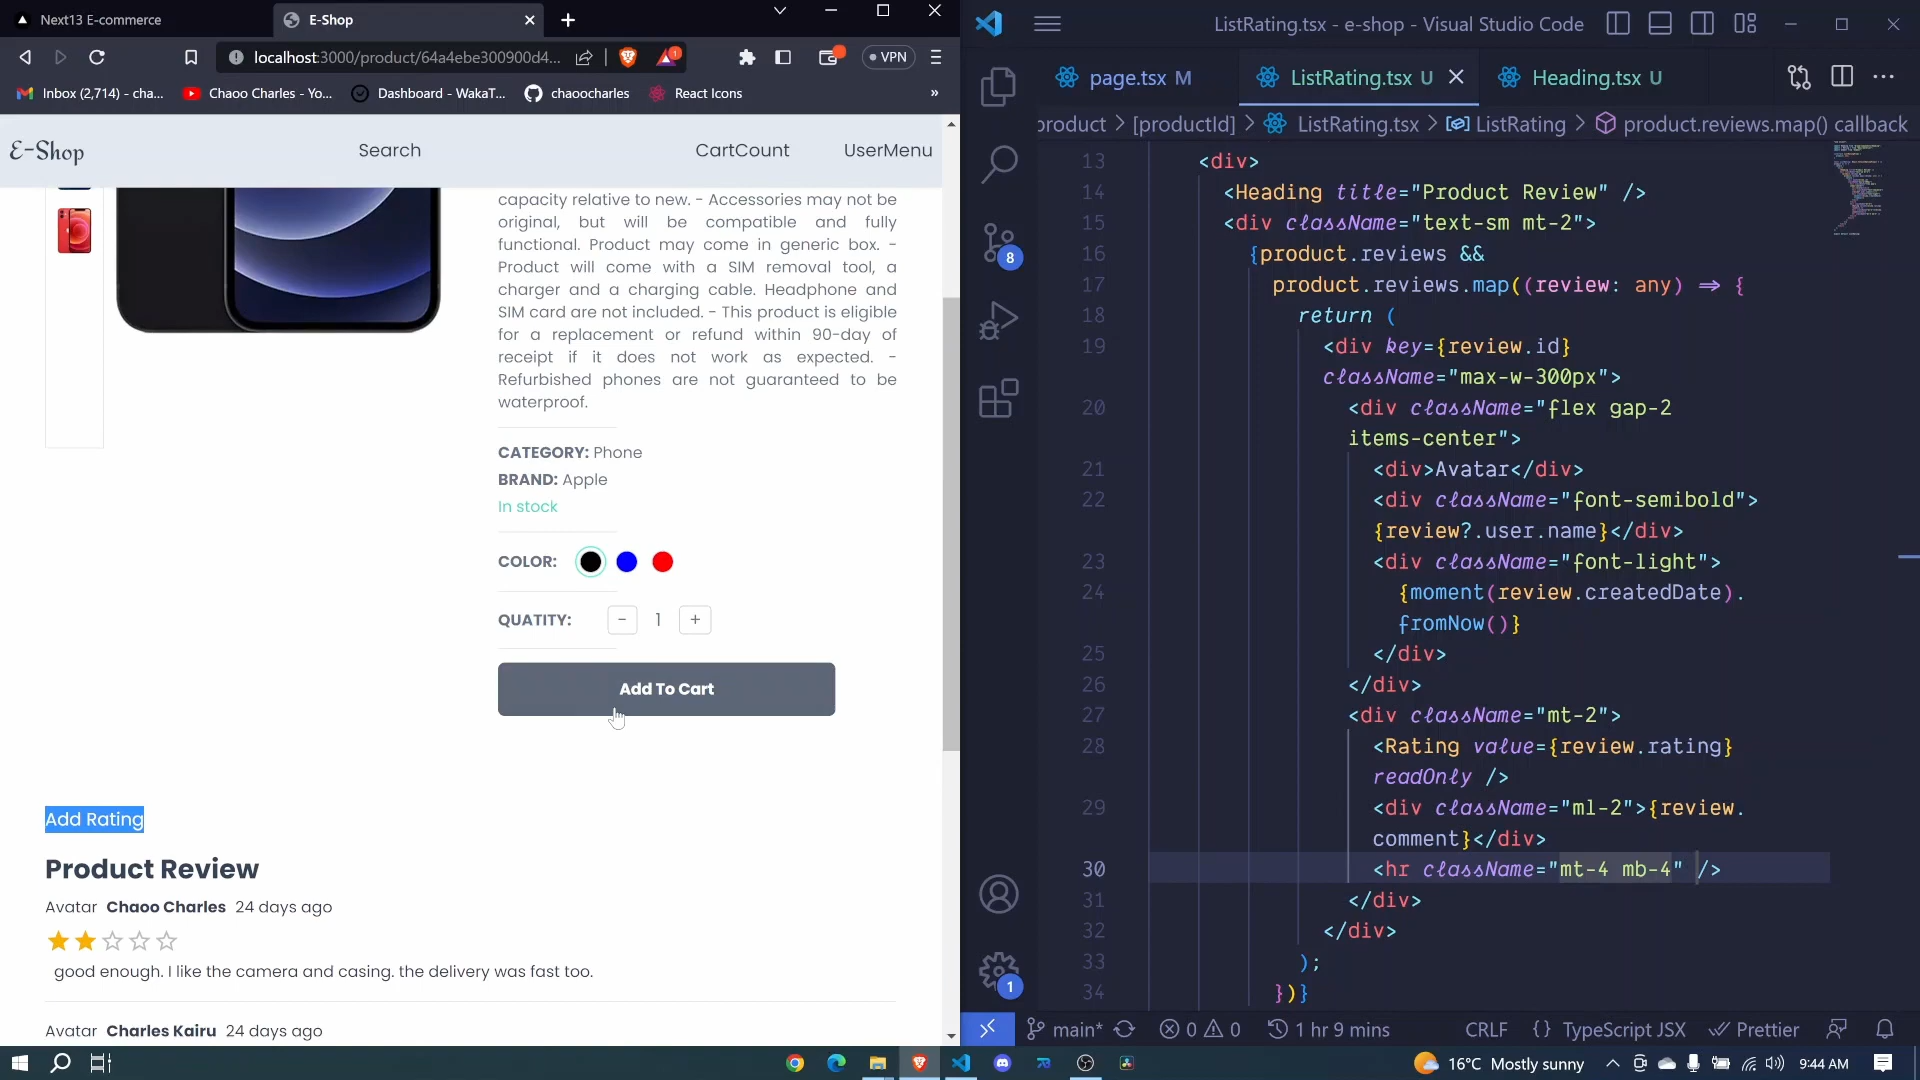 Next13 E-commerce
E-Shop
localhost:3000/product/64a4ebe300900d4...
1
VPN
Inbox (2,714) - cha...
Chaoo Charles - Yo...
Dashboard - WakaT...
chaoocharles
React Icons
»
E-Shop
Search
CartCount
UserMenu
capacity relative to new. - Accessories may not be
original, but will be compatible and fully
functional. Product may come in generic box. -
Product will come with a SIM removal tool, a
charger and a charging cable. Headphone and
SIM card are not included. - This product is eligible
for a replacement or refund within 90-day of
receipt if it does not work as expected. -
Refurbished phones are not guaranteed to be
waterproof.
CATEGORY: Phone
BRAND: Apple
In stock
COLOR:
QUATITY: - 1 +
Add To Cart
Add Rating
Product Review
Avatar Chaoo Charles 24 days ago
good enough. I like the camera and casing. the delivery was fast too.
Avatar Charles Kairu 24 days ago
ListRating.tsx - e-shop - Visual Studio Code
page.tsx M
ListRating.tsx U
Heading.tsx U
product > [productId] > ListRating.tsx > ListRating > product.reviews.map() callback
8
1
13 <div>
14 <Heading title="Product Review" />
15 <div className="text-sm mt-2">
16 {product.reviews &&
17 product.reviews.map((review: any) => {
18 return (
19 <div key={review.id}
className="max-w-300px">
20 <div className="flex gap-2
items-center">
21 <div>Avatar</div>
22 <div className="font-semibold">
{review?.user.name}</div>
23 <div className="font-light">
24 {moment(review.createdDate).
fromNow()}
25 </div>
26 </div>
27 <div className="mt-2">
28 <Rating value={review.rating}
readOnly />
29 <div className="ml-2">{review.
comment}</div>
30 <hr className="mt-4 mb-4" />
31 </div>
32 </div>
33 );
34 })}
main*
0 0
1 hr 9 mins
CRLF
{} TypeScript JSX
Prettier
16°C Mostly sunny
9:44 AM